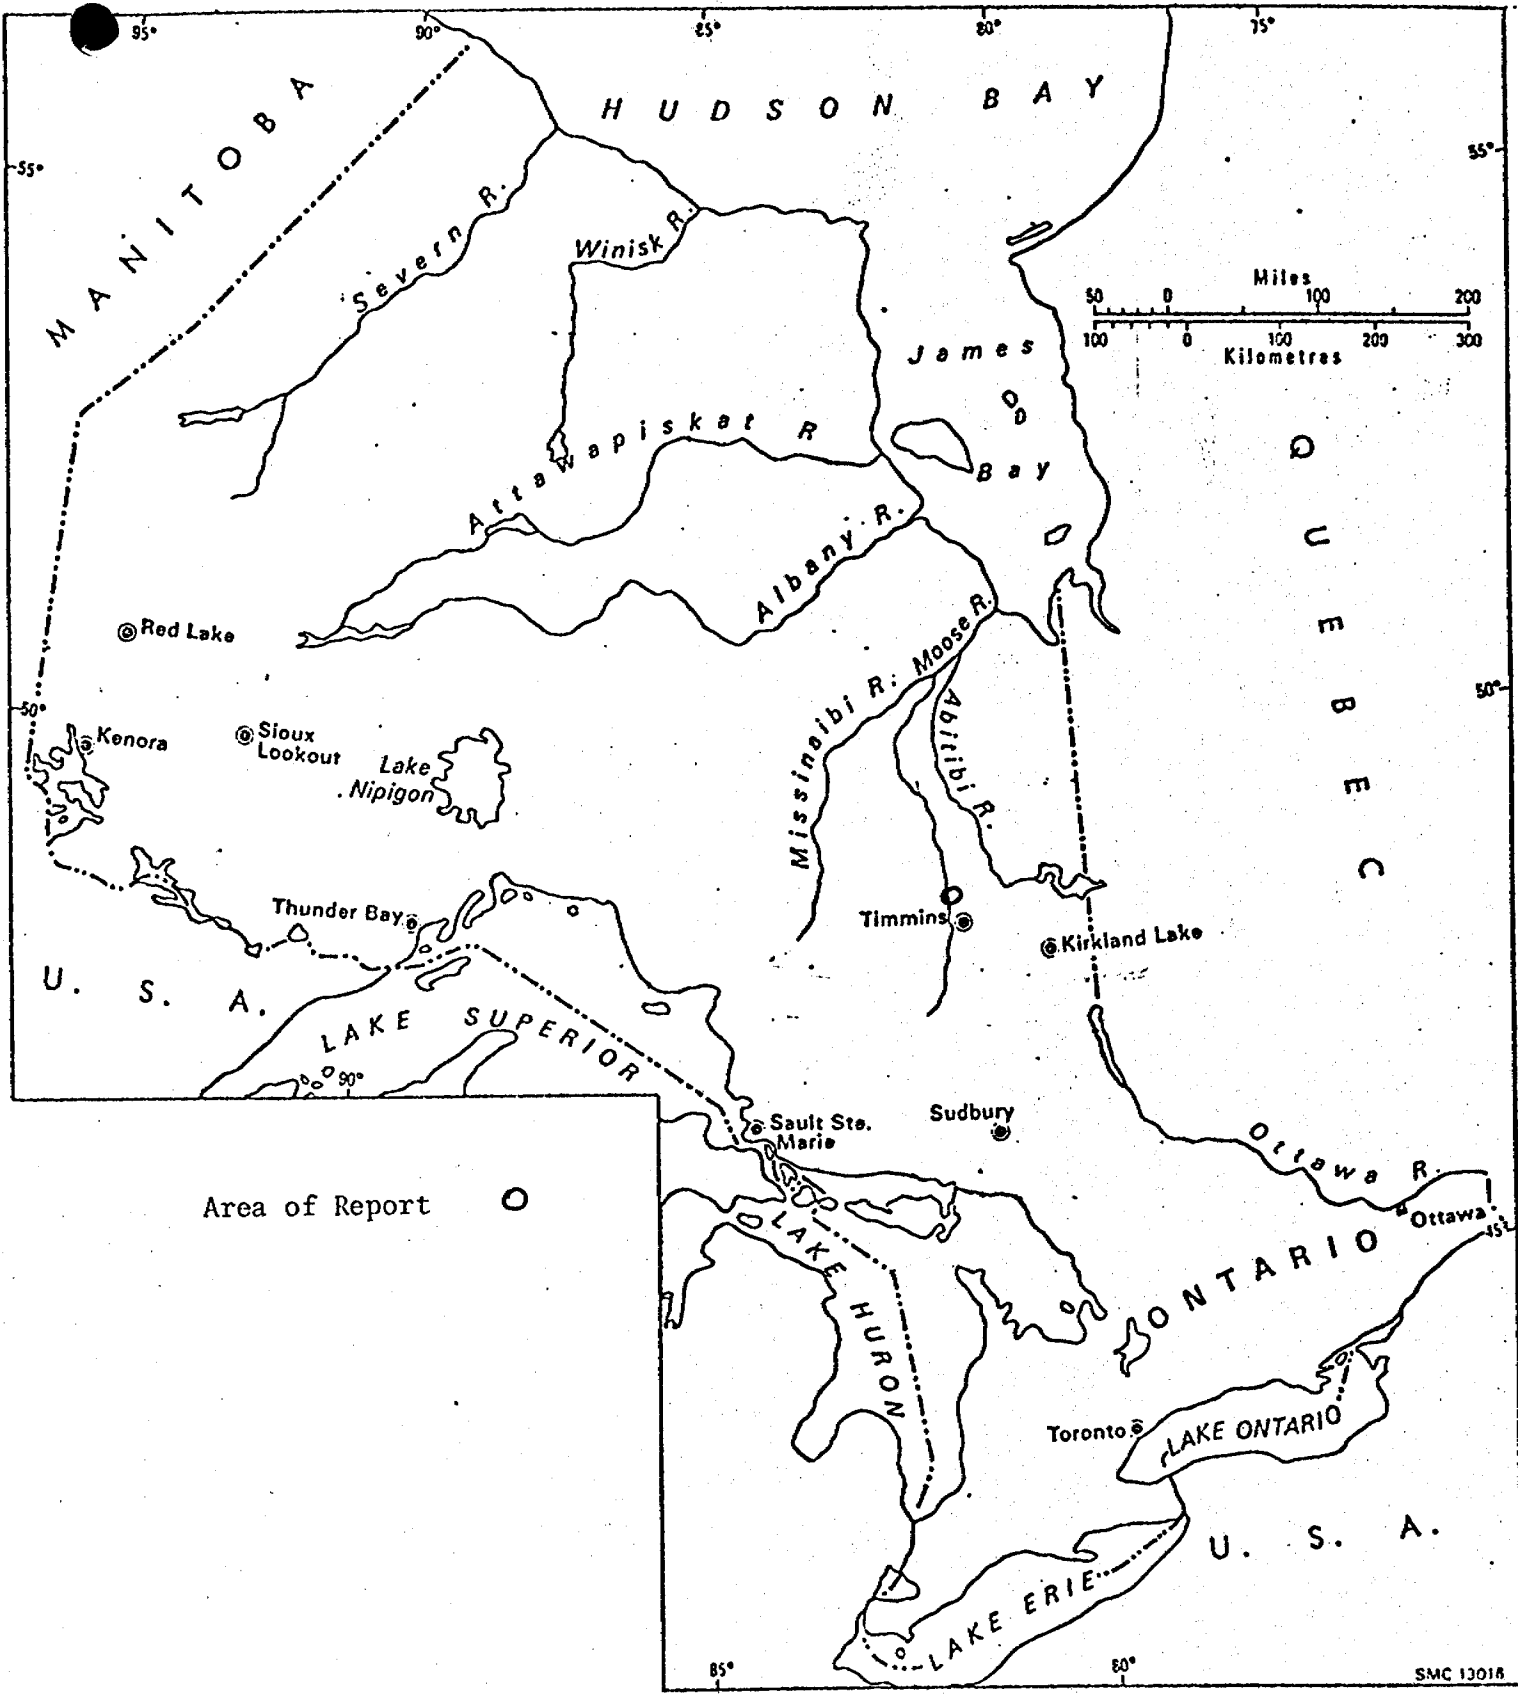 95° 90° 85° 80° 75°
MANITOBA
HUDSON BAY
55° 55°
Severn R.
Winisk R.
Miles
50 0 100 200
100 0 100 200 300
Kilometres
James
Bay
Attawapiskat R
Albany R.
QUEBEC
Red Lake
Moose R.
Missinaibi R.
Abitibi R.
50° 50°
Kenora
Sioux
Lookout
Lake
Nipigon
Thunder Bay
Timmins
Kirkland Lake
U. S. A.
LAKE SUPERIOR
90°
Sault Ste.
Marie
Sudbury
Ottawa R.
Ottawa
45°
Area of Report
LAKE HURON
ONTARIO
Toronto
LAKE ONTARIO
U. S. A.
LAKE ERIE
85° 80°
SMC 13016